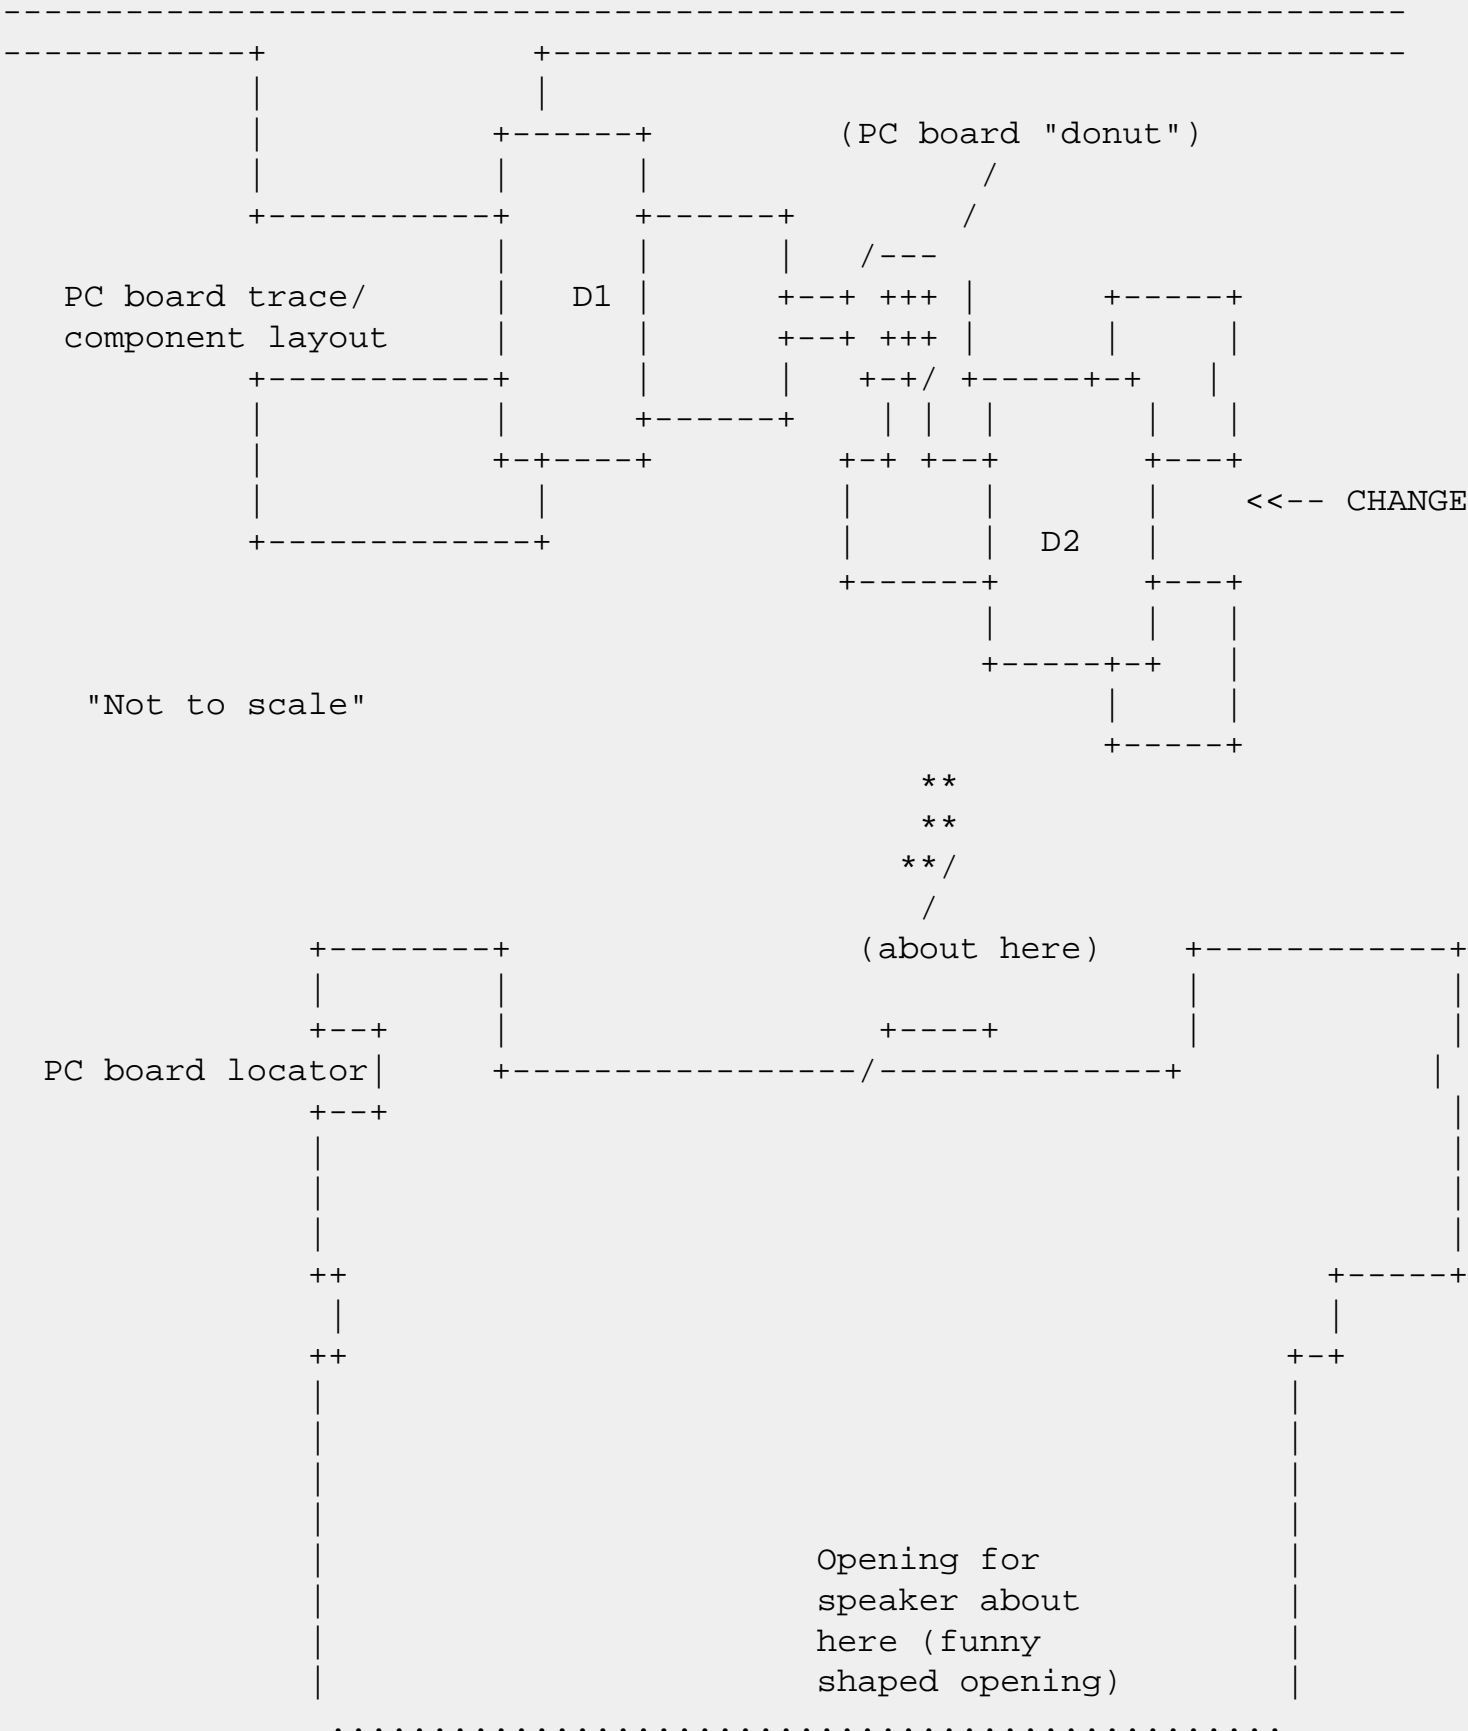 (PC board "donut")
PC board trace/ D1
component layout
<<-- CHANGE
D2
"Not to scale"
(about here)
PC board locator
Opening for
speaker about
here (funny
shaped opening)